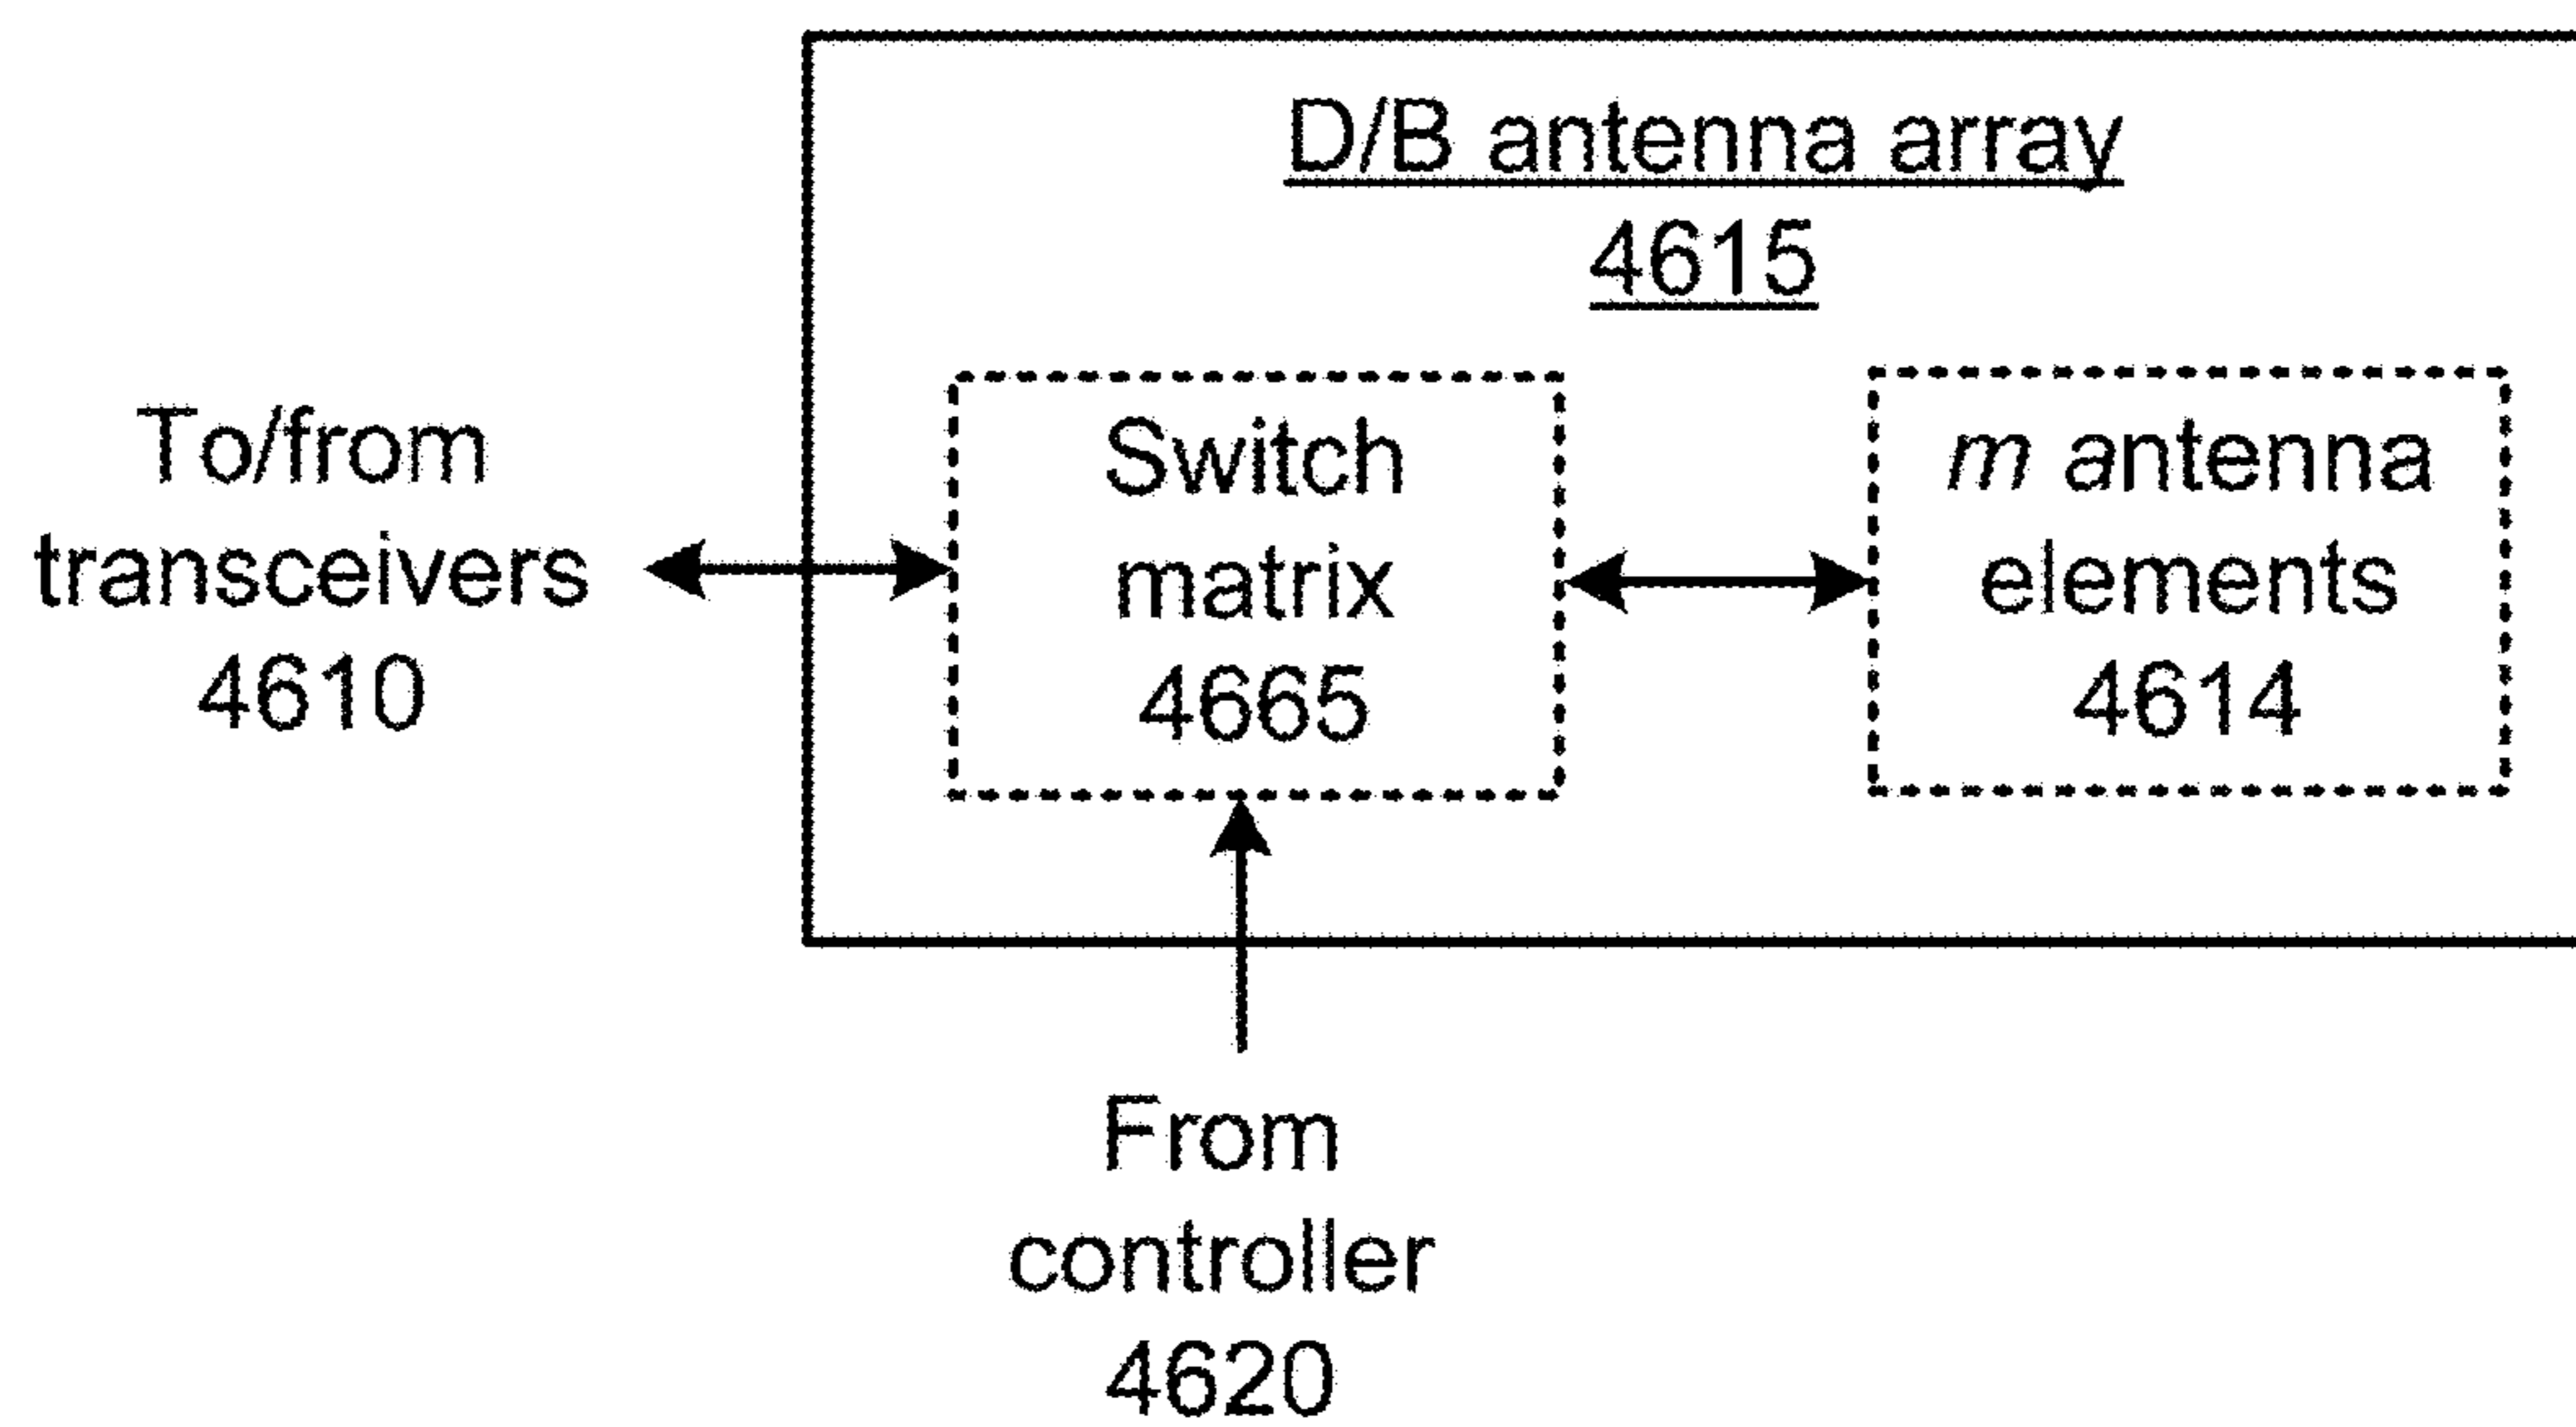 D/B antenna array
4615
To/from
transceivers
4610
Switch
matrix
4665
m antenna
elements
4614
From
controller
4620